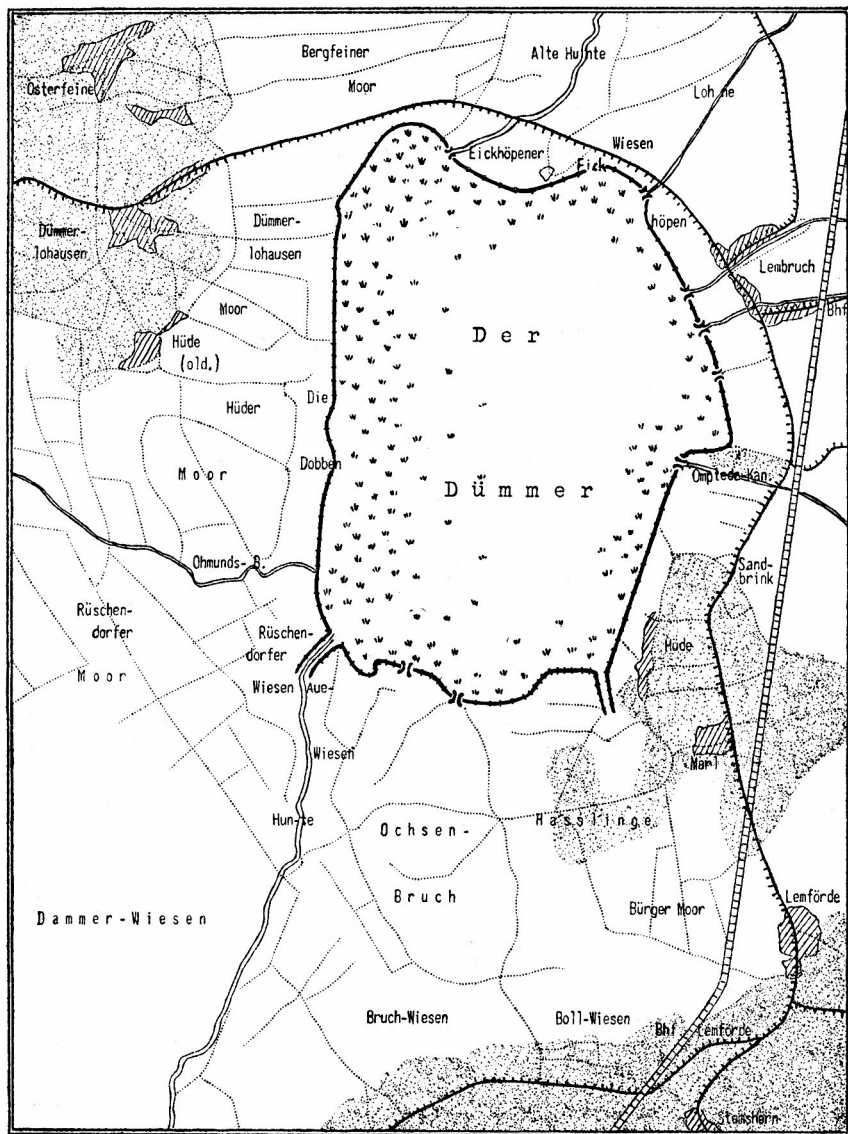 Bergfeiner
Alte Hunte
Osterfeine
Moor
Lohne
Wiesen
Eickhöpener
Eick-
höpen
Dümmer-
lohausen
Dümmer-
lohausen
Lembruch
Moor
Bhf
Der
Hüde
(old.)
Die
Hüder
Dobben
Moor
Dümmer
Ompteda-Kan.
Ohmunds-B.
Sand-
brink
Rüschen-
dorfer
Moor
Rüschen-
dorfer
Wiesen
Hüde
Aue-
Wiesen
Marl
Hunte
Ochsen-
Bruch
Hasslinge
Dammer-Wiesen
Bürger Moor
Lemförde
Bruch-Wiesen
Boll-Wiesen
Bhf Lemförde
Stemshorn